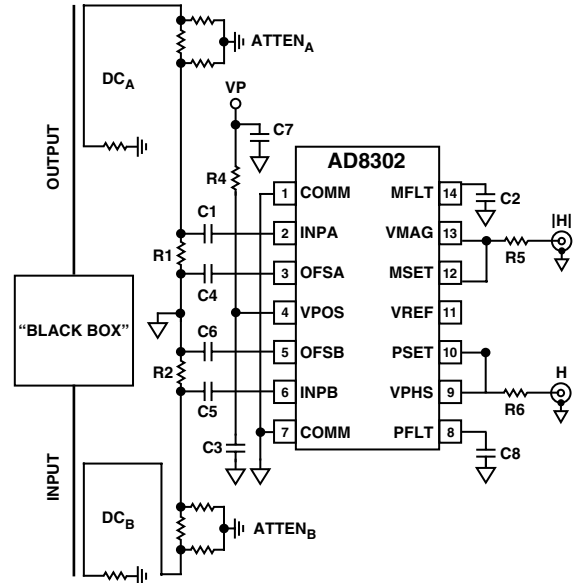 ATTENA
DCA
VP
C7
OUTPUT
R4
AD8302
1 COMM MFLT 14
C2
C1
2 INPA VMAG 13
|H|
R1
3 OFSA MSET 12
R5
C4
"BLACK BOX"
4 VPOS VREF 11
C6
5 OFSB PSET 10
R2
H
6 INPB VPHS 9
C5
R6
C3
7 COMM PFLT 8
C8
INPUT
DCB
ATTENB